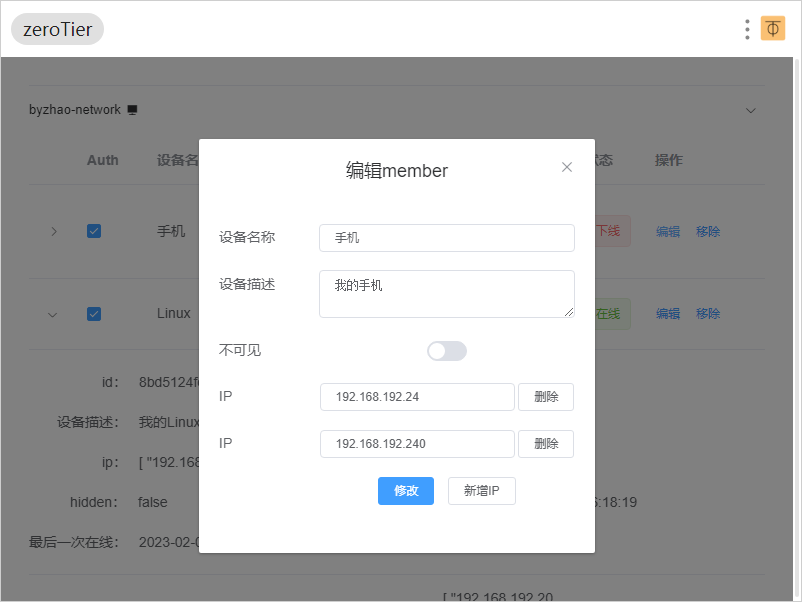 zeroTier
byzhao-network
Auth 设备名 状态 操作
手机 下线 编辑 移除
Linux 在线 编辑 移除
id: 8bd5124f
设备描述: 我的Linux
ip: [ "192.168
hidden: false 6:18:19
最后一次在线: 2023-02-0
[ "192.168.192.20
编辑member
设备名称 手机
设备描述 我的手机
不可见
IP 192.168.192.24 删除
IP 192.168.192.240 删除
修改 新增IP